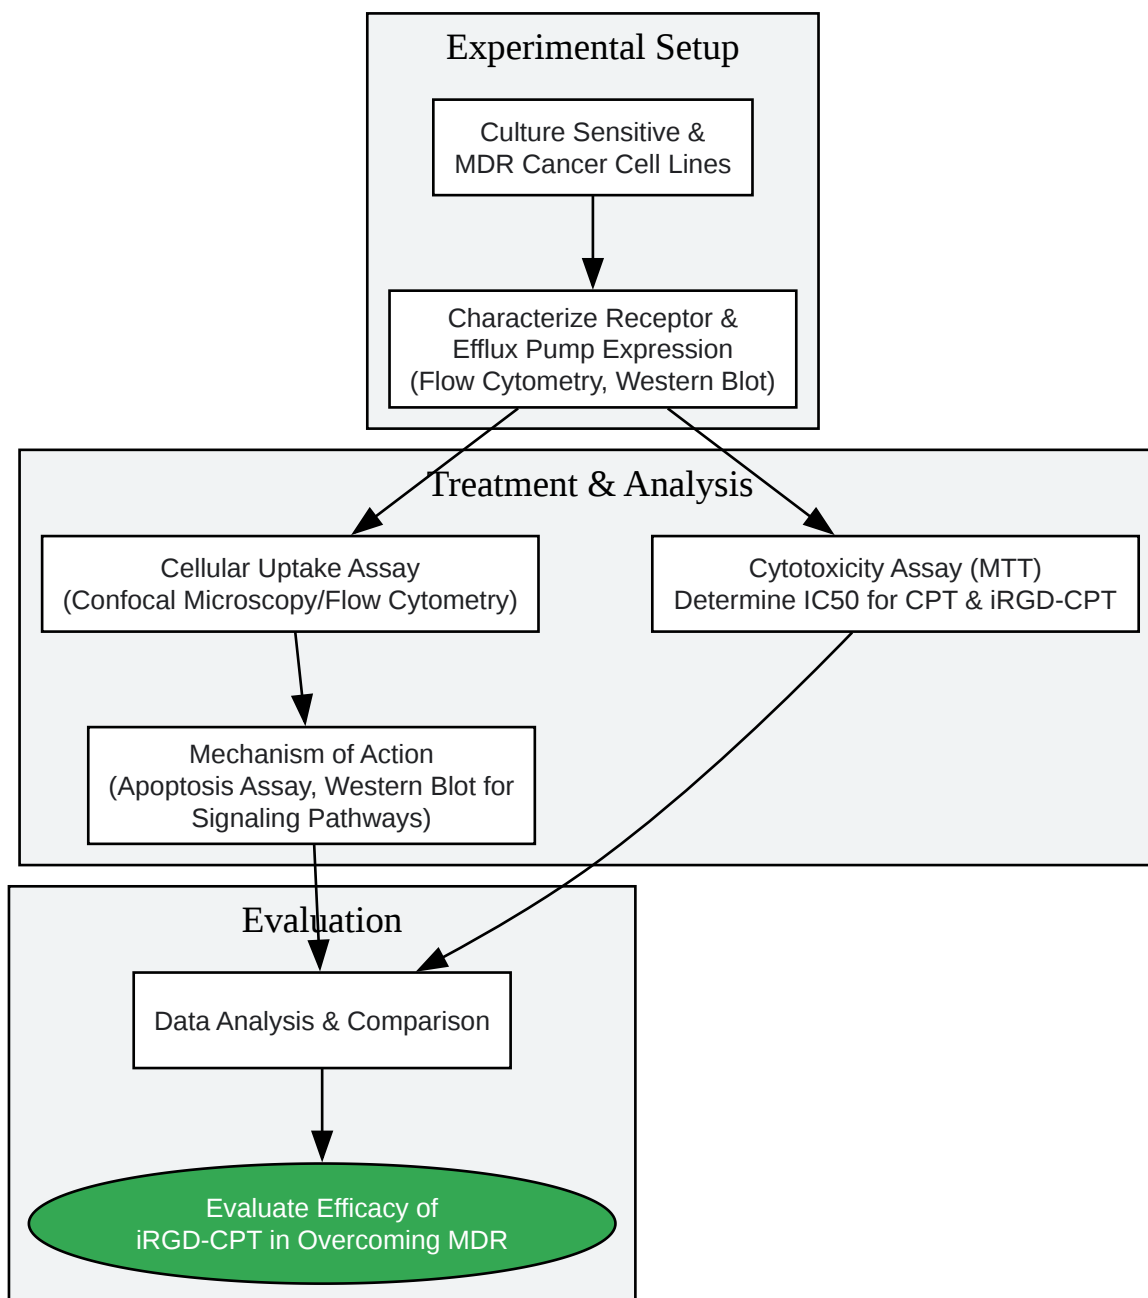 Experimental Setup
Culture Sensitive &
MDR Cancer Cell Lines
Characterize Receptor &
Efflux Pump Expression
(Flow Cytometry, Western Blot)
Treatment & Analysis
Cellular Uptake Assay
(Confocal Microscopy/Flow Cytometry)
Cytotoxicity Assay (MTT)
Determine IC50 for CPT & iRGD-CPT
Mechanism of Action
(Apoptosis Assay, Western Blot for
Signaling Pathways)
Evaluation
Data Analysis & Comparison
Evaluate Efficacy of
iRGD-CPT in Overcoming MDR